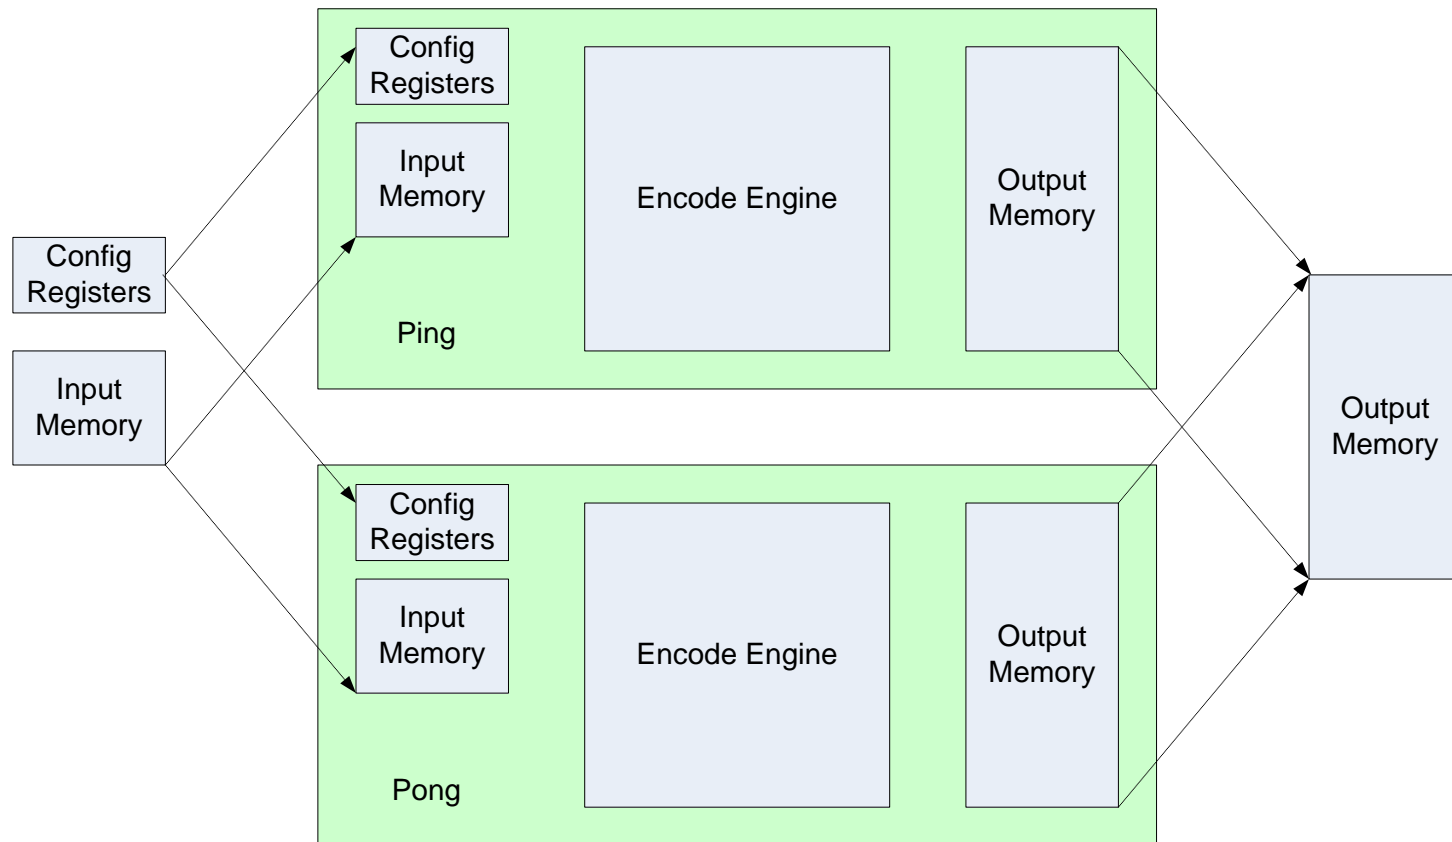 Config
Registers
Input
Memory
Config
Registers
Input
Memory
Ping
Encode Engine
Output
Memory
Config
Registers
Input
Memory
Pong
Encode Engine
Output
Memory
Output
Memory